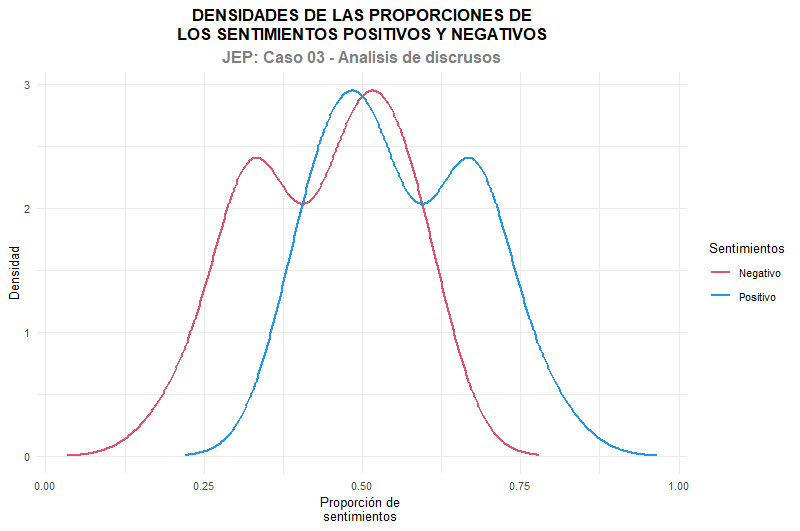 DENSIDADES DE LAS PROPORCIONES DE
LOS SENTIMIENTOS POSITIVOS Y NEGATIVOS
JEP: Caso 03 - Analisis de discrusos
3
2
1
0
Densidad
0.00
0.25
0.50
0.75
1.00
Proporción de
sentimientos
Sentimientos
Negativo
Positivo